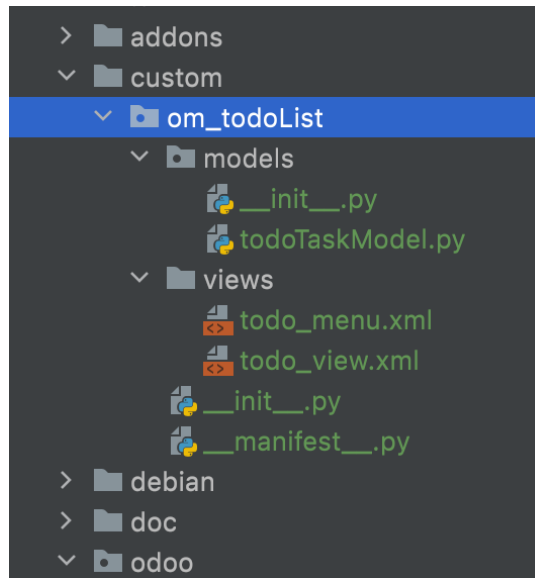 addons
custom
om_todoList
models
__init__.py
todoTaskModel.py
views
todo_menu.xml
todo_view.xml
__init__.py
__manifest__.py
debian
doc
odoo